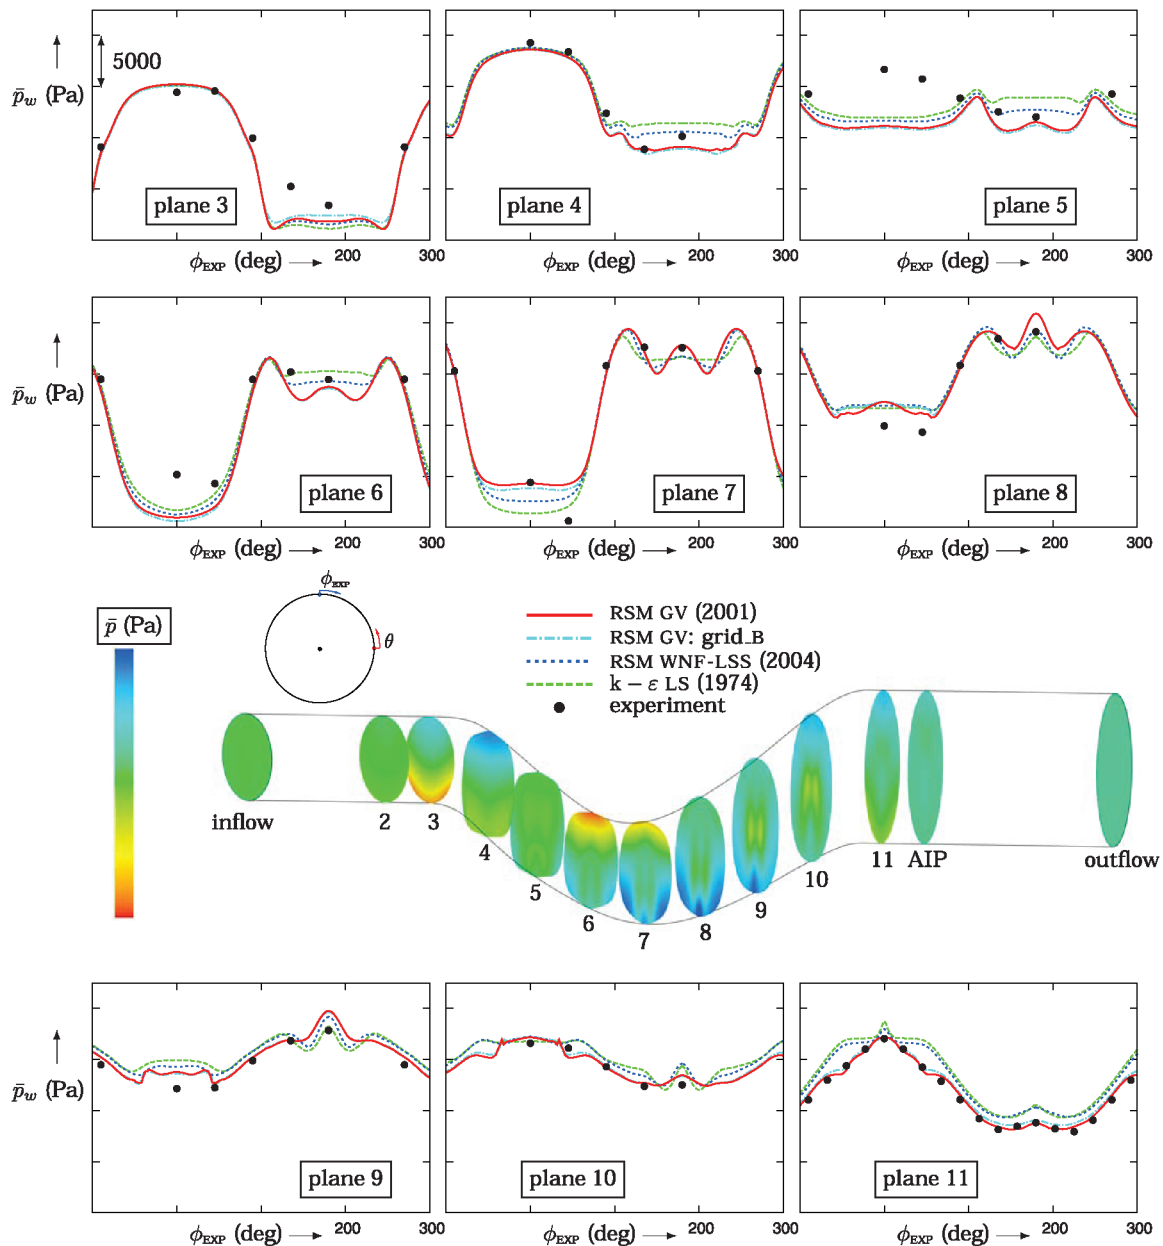 5000
p̄w (Pa)
plane 3
plane 4
plane 5
ϕEXP (deg) → 200 300
ϕEXP (deg) → 200 300
ϕEXP (deg) → 200 300
p̄w (Pa)
plane 6
plane 7
plane 8
ϕEXP (deg) → 200 300
ϕEXP (deg) → 200 300
ϕEXP (deg) → 200 300
p̄ (Pa)
ϕEXP
θ
RSM GV (2001)
RSM GV: grid_B
RSM WNF-LSS (2004)
k − ε LS (1974)
experiment
inflow
2
3
4
5
6
7
8
9
10
11
AIP
outflow
p̄w (Pa)
plane 9
plane 10
plane 11
ϕEXP (deg) → 200 300
ϕEXP (deg) → 200 300
ϕEXP (deg) → 200 300